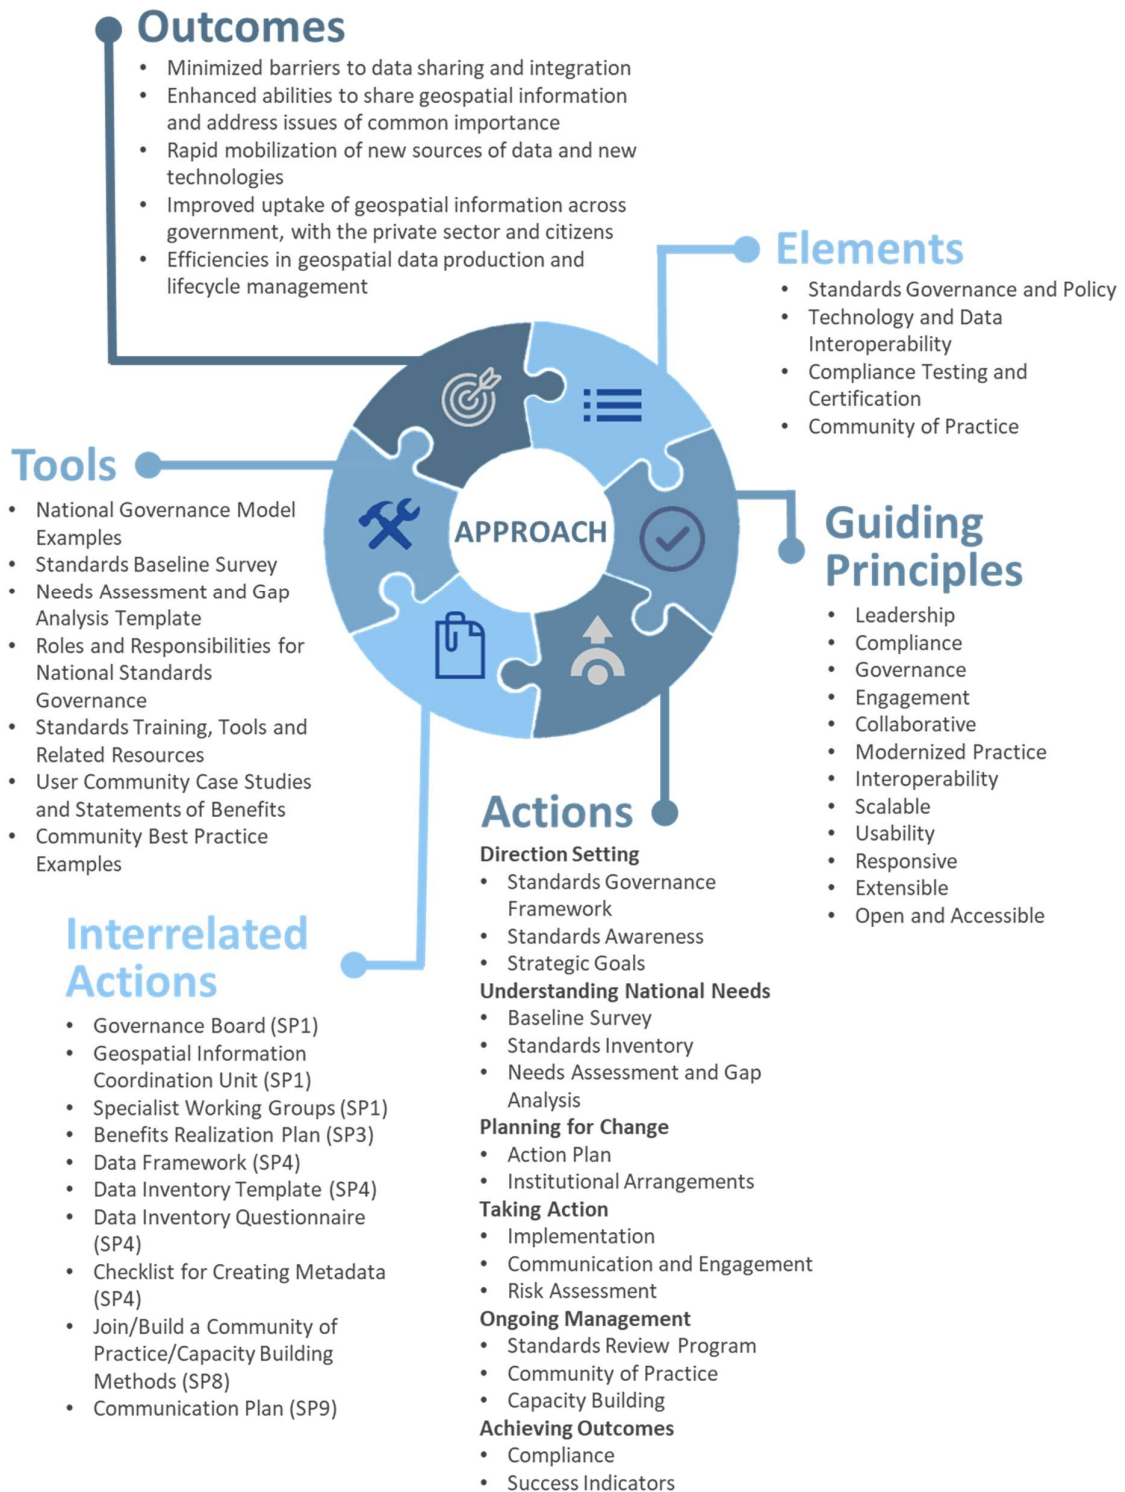 Outcomes
• Minimized barriers to data sharing and integration
• Enhanced abilities to share geospatial information
and address issues of common importance
• Rapid mobilization of new sources of data and new
technologies
• Improved uptake of geospatial information across
government, with the private sector and citizens
• Efficiencies in geospatial data production and
lifecycle management
Elements
• Standards Governance and Policy
• Technology and Data
Interoperability
• Compliance Testing and
Certification
• Community of Practice
APPROACH
Tools
• National Governance Model
Examples
• Standards Baseline Survey
• Needs Assessment and Gap
Analysis Template
• Roles and Responsibilities for
National Standards
Governance
• Standards Training, Tools and
Related Resources
• User Community Case Studies
and Statements of Benefits
• Community Best Practice
Examples
Guiding
Principles
• Leadership
• Compliance
• Governance
• Engagement
• Collaborative
• Modernized Practice
• Interoperability
• Scalable
• Usability
• Responsive
• Extensible
• Open and Accessible
Interrelated
Actions
• Governance Board (SP1)
• Geospatial Information
Coordination Unit (SP1)
• Specialist Working Groups (SP1)
• Benefits Realization Plan (SP3)
• Data Framework (SP4)
• Data Inventory Template (SP4)
• Data Inventory Questionnaire
(SP4)
• Checklist for Creating Metadata
(SP4)
• Join/Build a Community of
Practice/Capacity Building
Methods (SP8)
• Communication Plan (SP9)
Actions
Direction Setting
• Standards Governance
Framework
• Standards Awareness
• Strategic Goals
Understanding National Needs
• Baseline Survey
• Standards Inventory
• Needs Assessment and Gap
Analysis
Planning for Change
• Action Plan
• Institutional Arrangements
Taking Action
• Implementation
• Communication and Engagement
• Risk Assessment
Ongoing Management
• Standards Review Program
• Community of Practice
• Capacity Building
Achieving Outcomes
• Compliance
• Success Indicators